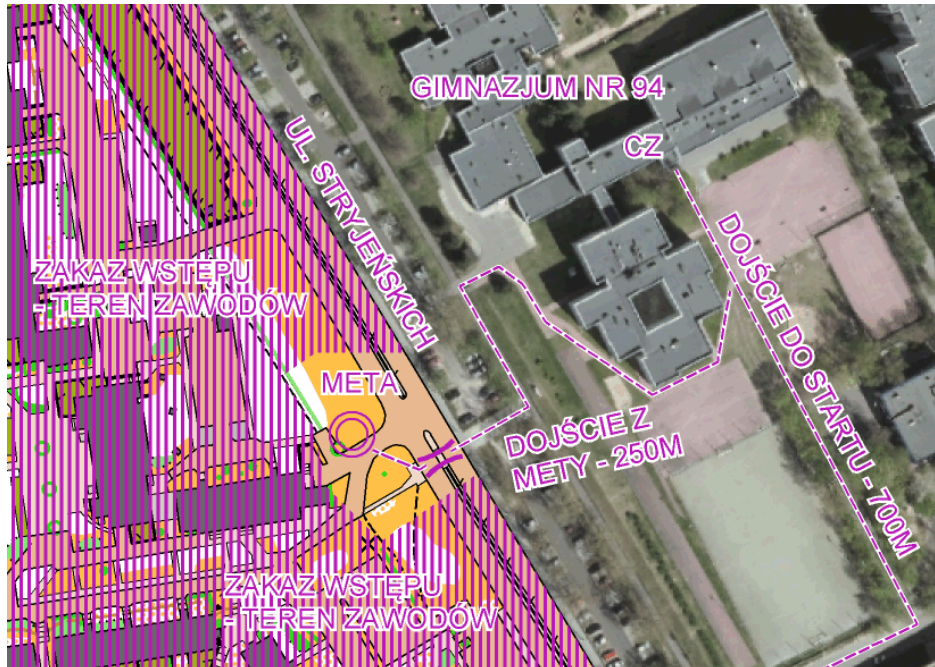 GIMNAZJUM NR 94
CZ
UL. STRYJEŃSKICH
ZAKAZ WSTĘPU
- TEREN ZAWODÓW
META
DOJŚCIE DO STARTU - 700M
DOJŚCIE Z
METY - 250M
ZAKAZ WSTĘPU
- TEREN ZAWODÓW